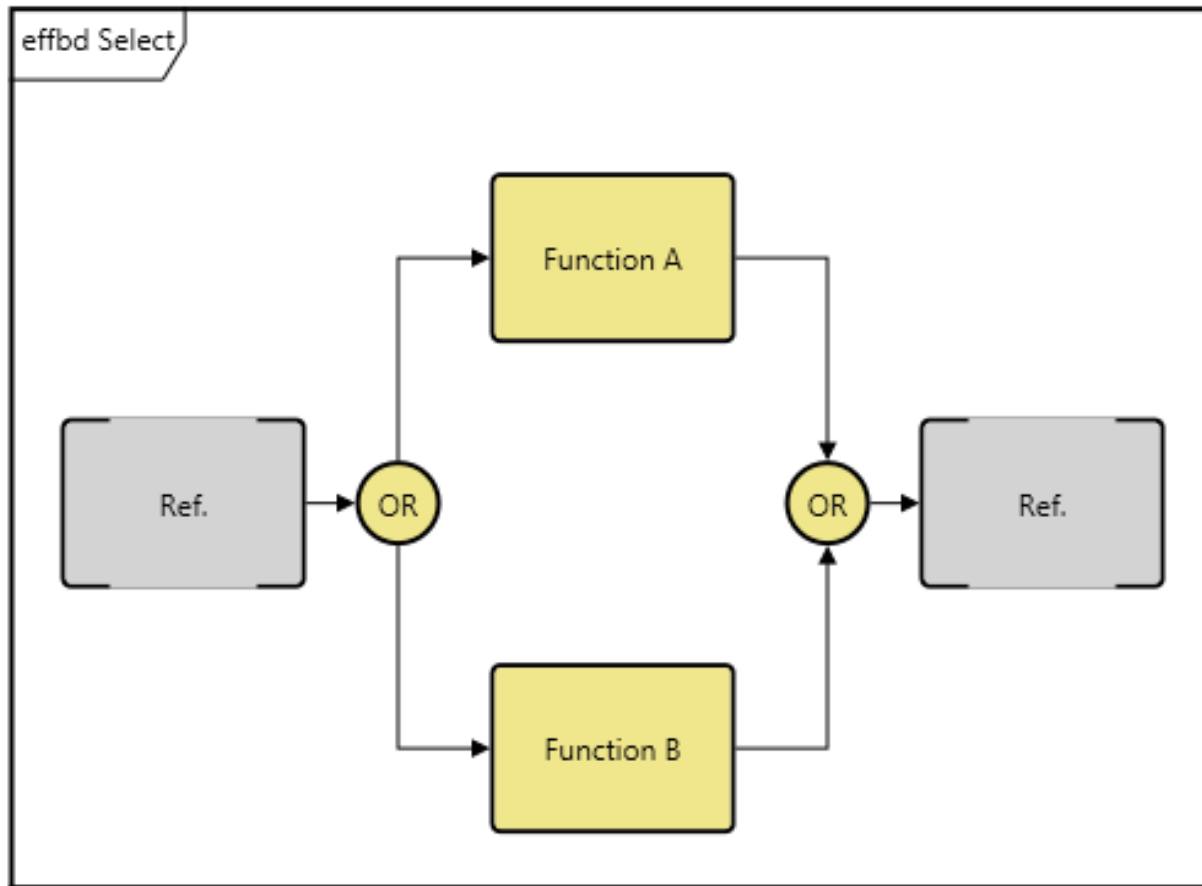 effbd Select
Function A
Ref.
OR
OR
Ref.
Function B